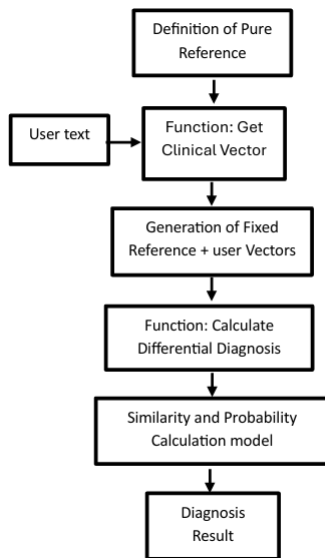 Definition of Pure
Reference
User text
Function: Get
Clinical Vector
Generation of Fixed
Reference + user Vectors
Function: Calculate
Differential Diagnosis
Similarity and Probability
Calculation model
Diagnosis
Result